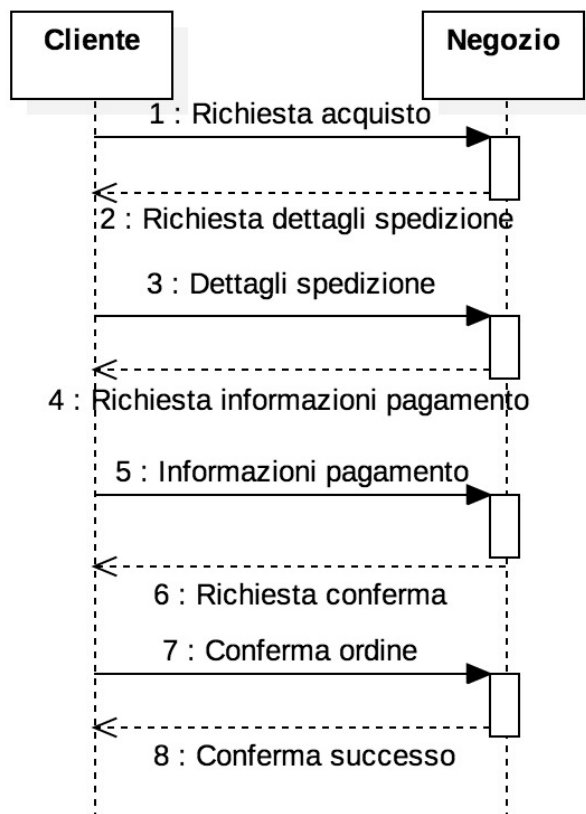 Cliente
Negozio
1 : Richiesta acquisto
2 : Richiesta dettagli spedizione
3 : Dettagli spedizione
4 : Richiesta informazioni pagamento
5 : Informazioni pagamento
6 : Richiesta conferma
7 : Conferma ordine
8 : Conferma successo